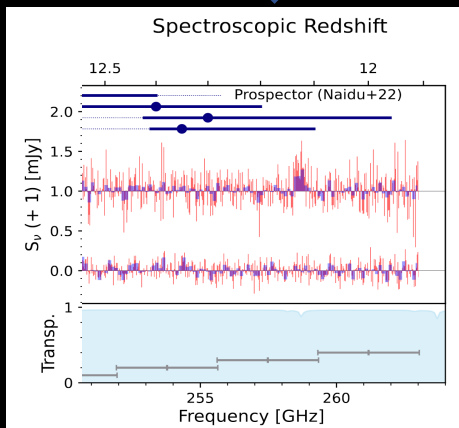 Spectroscopic Redshift
12.5 12
Prospector (Naidu+22)
2.0
1.5
1.0
0.5
0.0
S_ν (+ 1) [mJy]
1
0
Transp.
255 260
Frequency [GHz]